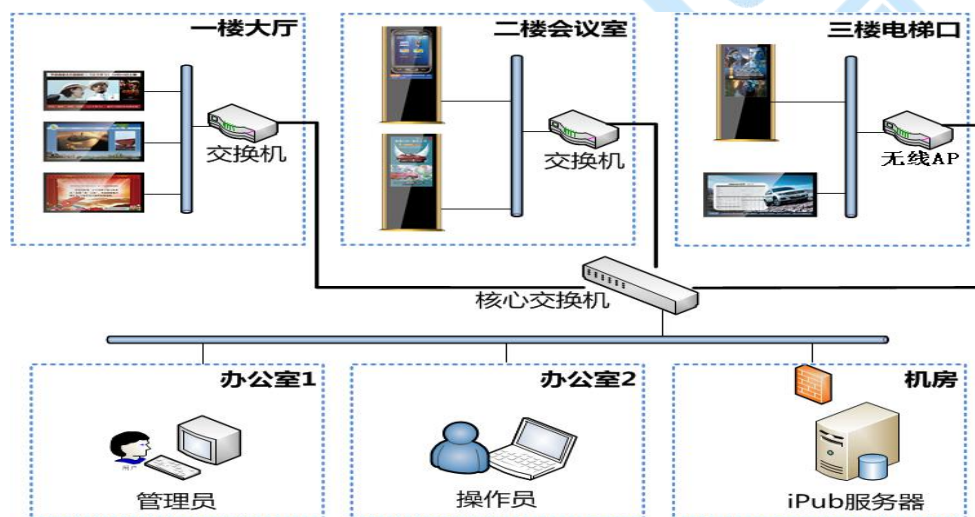 一楼大厅
二楼会议室
三楼电梯口
交换机
交换机
无线AP
核心交换机
办公室1
办公室2
机房
用户
管理员
操作员
iPub服务器